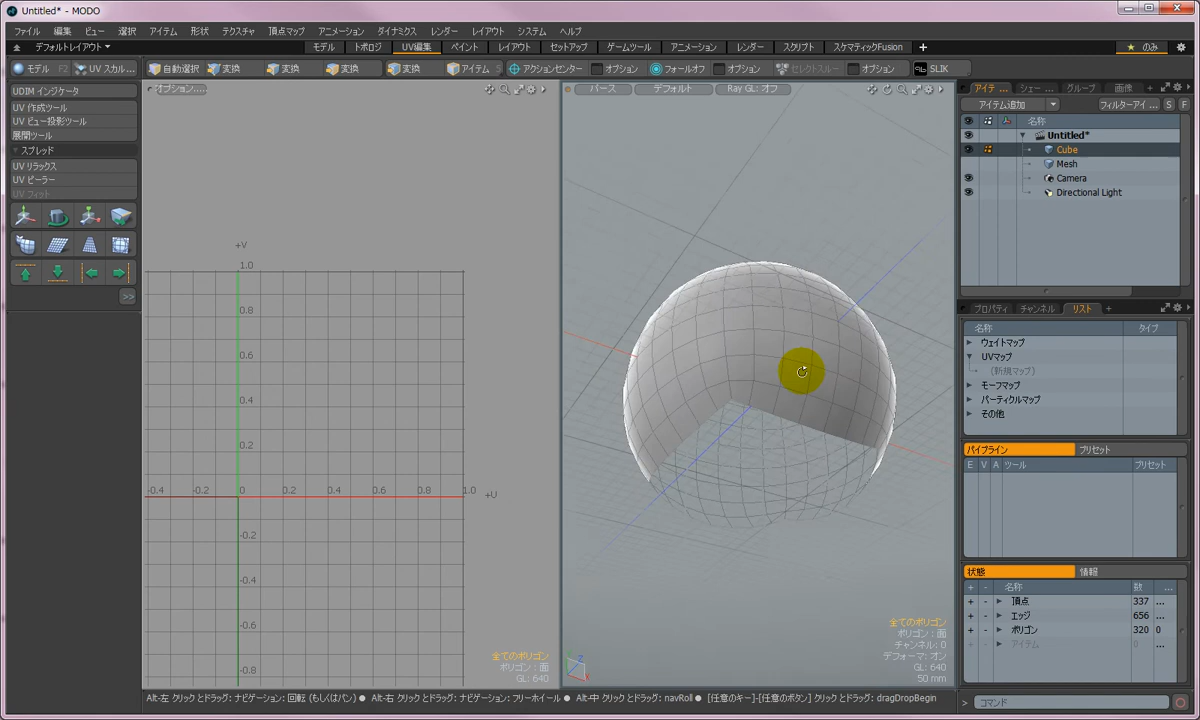 Untitled* - MODO
ファイル 編集 ビュー 選択 アイテム 形状 テクスチャ 頂点マップ アニメーション ダイナミクス レンダー レイアウト システム ヘルプ
デフォルトレイアウト モデル トポロジ UV編集 ペイント レイアウト セットアップ ゲームツール アニメーション レンダー スクリプト スケマティックFusion + ★ のみ
モデル F2 UV スカル... 自動選択 変換 変換 変換 変換 アイテム S アクションセンター オプション フォールオフ オプション セレクトスルー オプション SLIK
UDIM インジケータ
UV 作成ツール
UV ビュー投影ツール
展開ツール
スプレッド
UV リラックス
UV ピーラー
UV フィット
>>
オプション....
+V
1.0
0.8
0.6
0.4
0.2
-0.4 -0.2 0 0.2 0.4 0.6 0.8 1.0 +U
-0.2
-0.4
-0.6
-0.8
全てのポリゴン
ポリゴン : 面
GL: 640
パース デフォルト Ray GL: オフ
全てのポリゴン
ポリゴン : 面
チャンネル: 0
デフォーマ: オン
GL: 640
50 mm
アイテ ... シェー ... グループ 画像 +
アイテム追加 フィルターアイ ... S F
名称
Untitled*
Cube
Mesh
Camera
Directional Light
プロパティ チャンネル リスト +
名称 タイプ
ウェイトマップ
UVマップ
(新規マップ)
モーフマップ
パーティクルマップ
その他
パイプライン プリセット
E V A ツール プリセット
状態 情報
+ - 名称 数 ...
+ - 頂点 337 ...
+ - エッジ 656 ...
+ - ポリゴン 320 0
+ - アイテム 0 ...
Alt-左 クリックとドラッグ: ナビゲーション: 回転 (もしくはパン) ● Alt-右 クリックとドラッグ: ナビゲーション: フリーホイール ● Alt-中 クリックとドラッグ: navRoll ● [任意のキー]-[任意のボタン] クリックとドラッグ: dragDropBegin
> コマンド